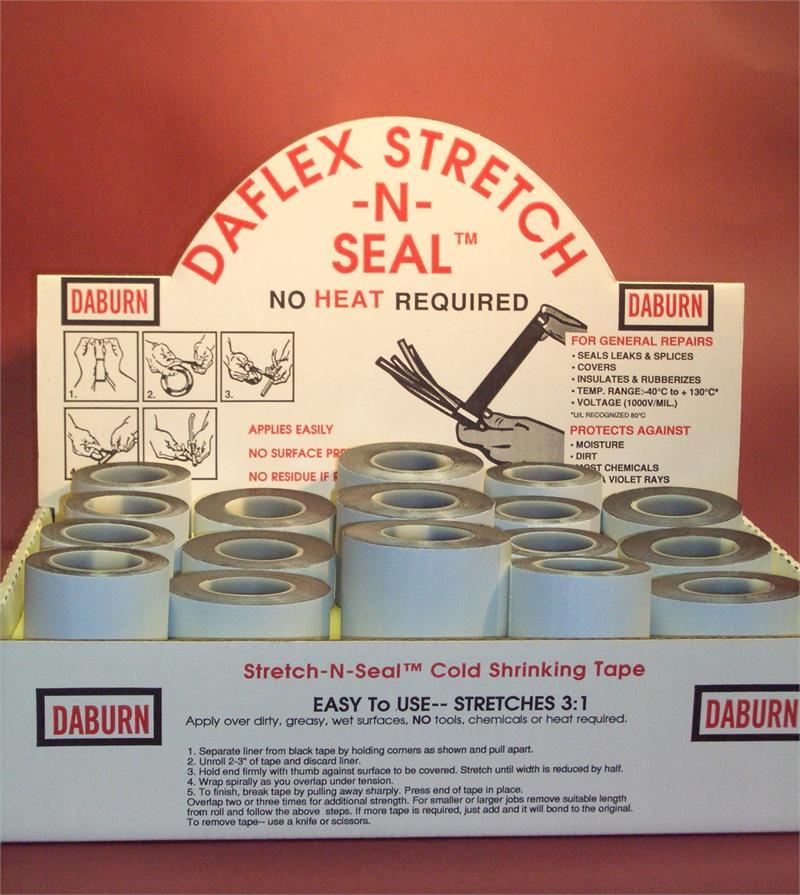 DAFLEX STRETCH
-N-
SEAL™
NO HEAT REQUIRED
DABURN
DABURN
1.
2.
3.
APPLIES EASILY
NO SURFACE
NO RESIDUE IF
FOR GENERAL REPAIRS
• SEALS LEAKS & SPLICES
• COVERS
• INSULATES & RUBBERIZES
• TEMP. RANGE:-40°C to + 130°C*
• VOLTAGE (1000V/MIL.)
*U/L RECOGNIZED 80°C
PROTECTS AGAINST
• MOISTURE
• DIRT
MOST CHEMICALS
VIOLET RAYS
Stretch-N-Seal™ Cold Shrinking Tape
EASY To USE-- STRETCHES 3:1
Apply over dirty, greasy, wet surfaces, NO tools, chemicals or heat required.
DABURN
DABURN
1. Separate liner from black tape by holding corners as shown and pull apart.
2. Unroll 2-3" of tape and discard liner.
3. Hold end firmly with thumb against surface to be covered. Stretch until width is reduced by half.
4. Wrap spirally as you overlap under tension.
5. To finish, break tape by pulling away sharply. Press end of tape in place.
Overlap two or three times for additional strength. For smaller or larger jobs remove suitable length
from roll and follow the above steps. If more tape is required, just add and it will bond to the original.
To remove tape-- use a knife or scissors.